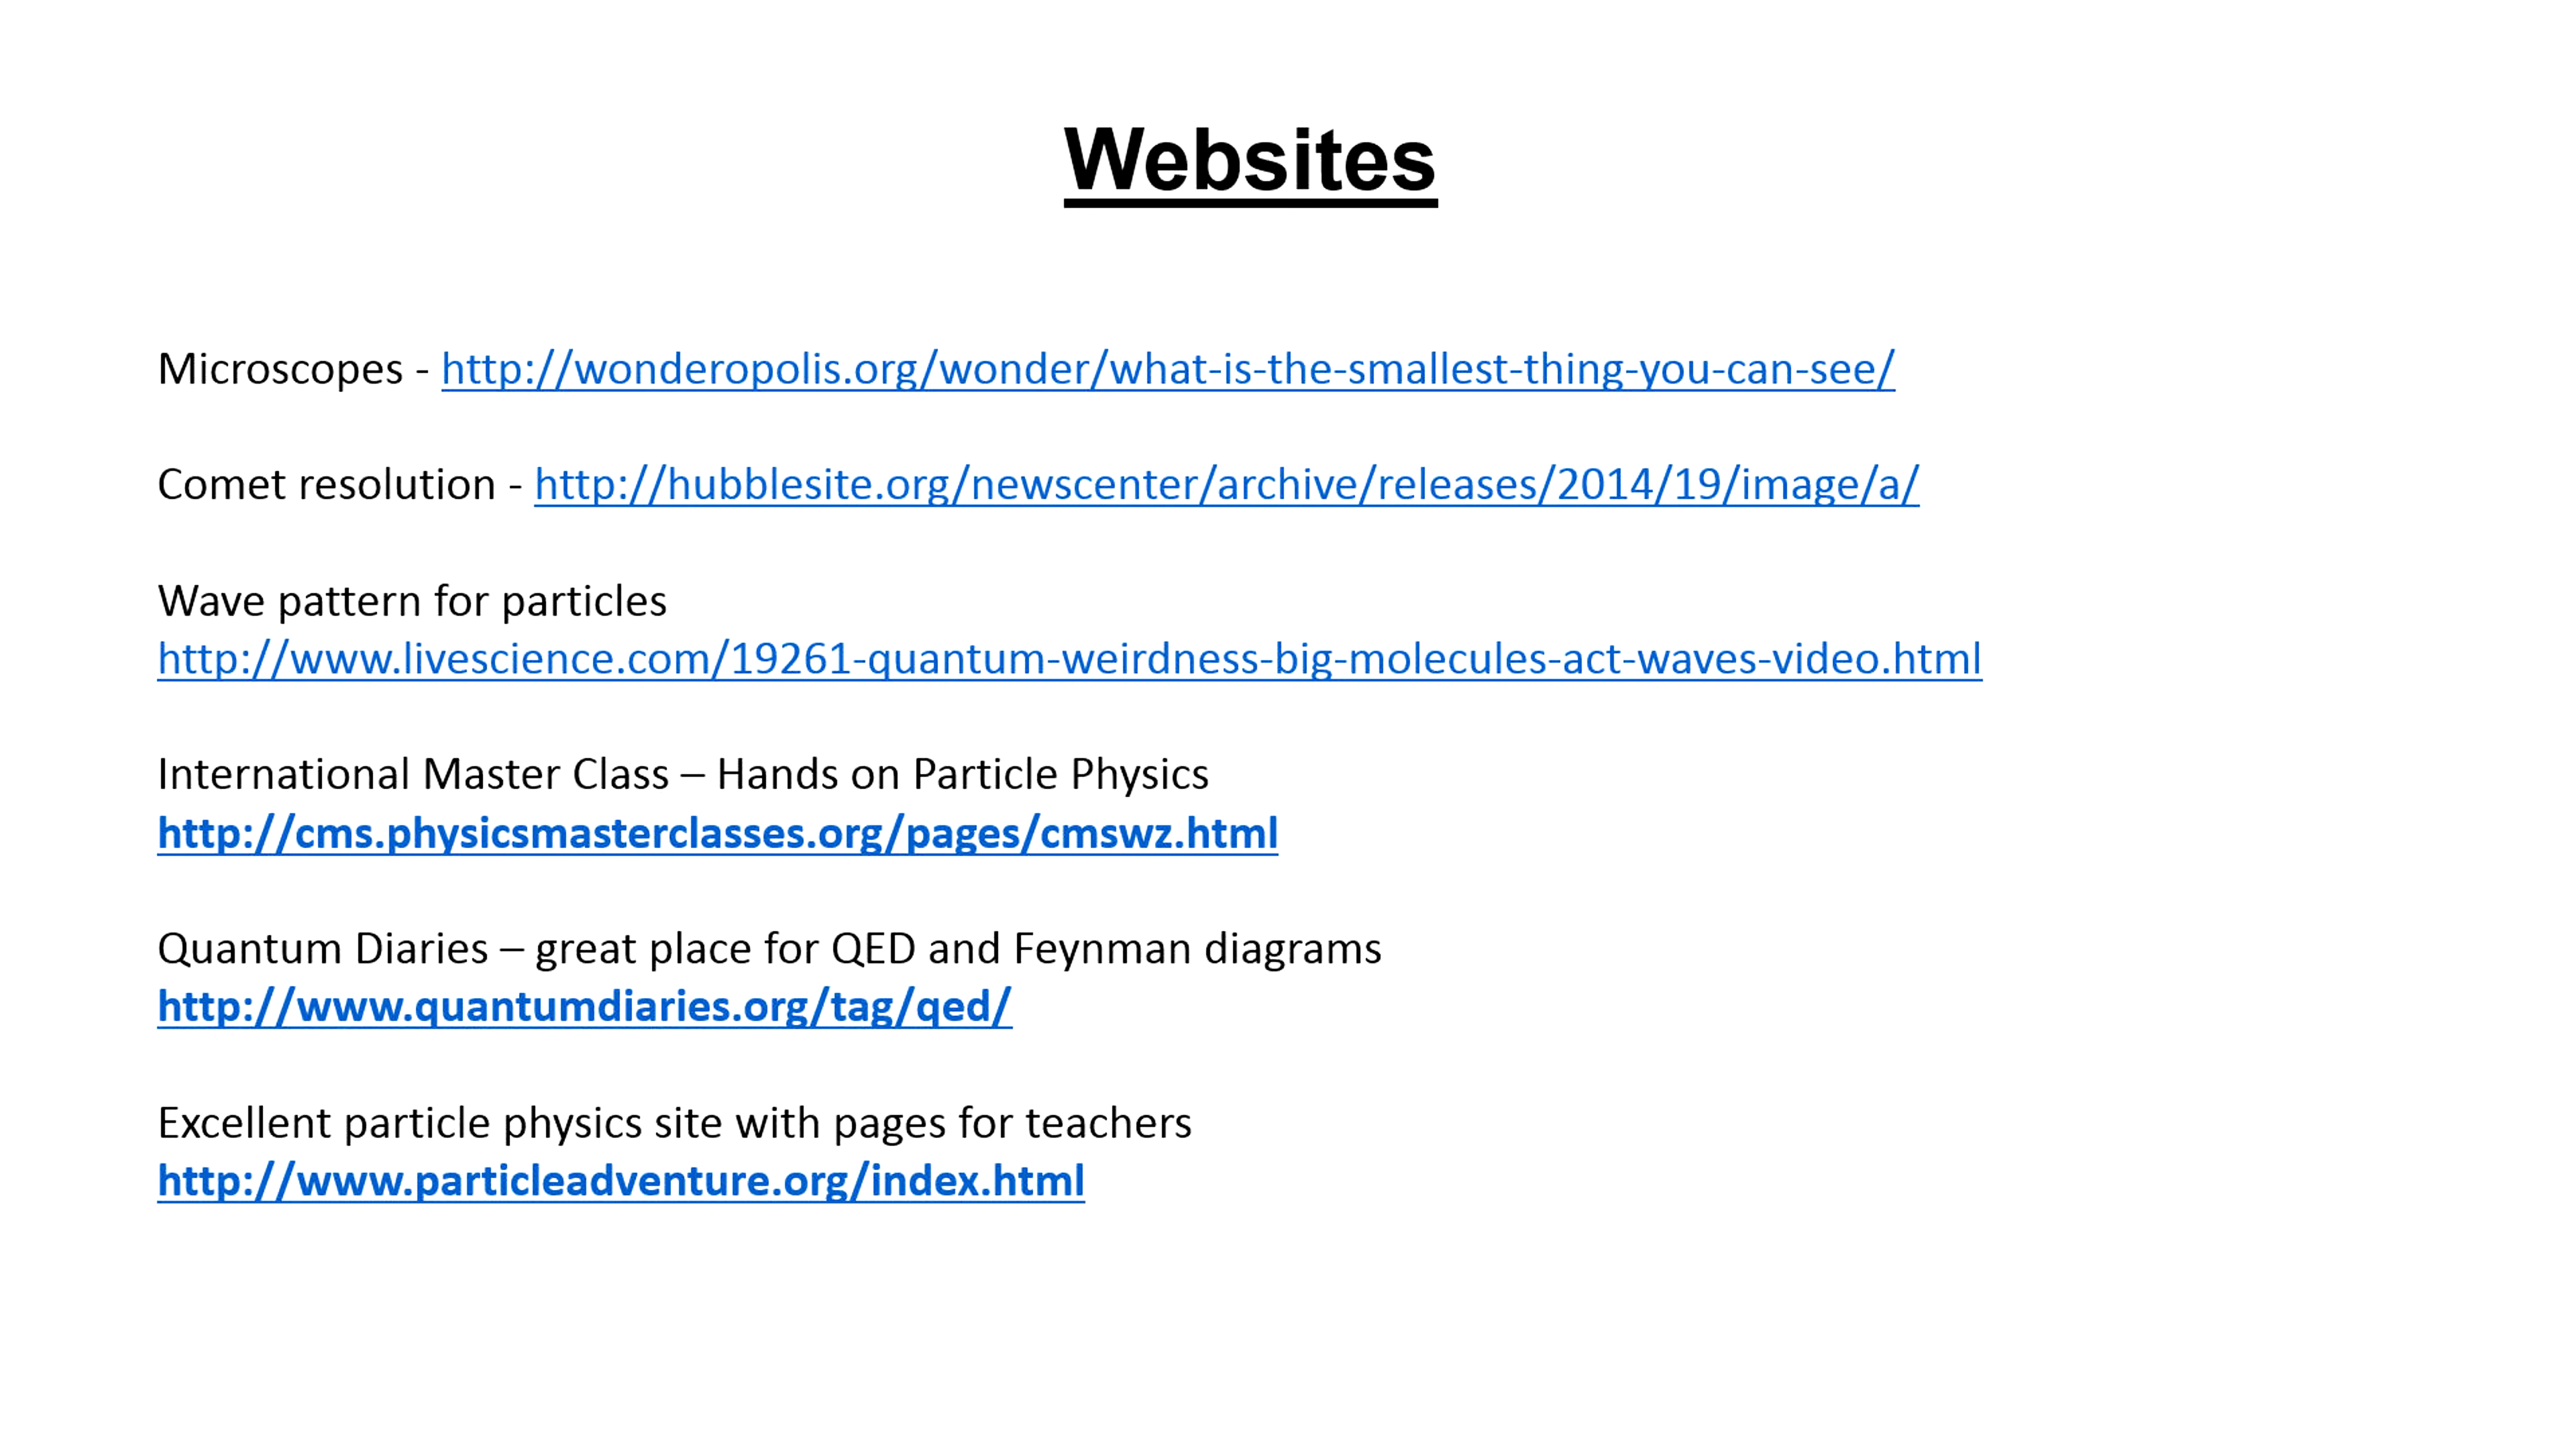 Websites
Microscopes - http://wonderopolis.org/wonder/what-is-the-smallest-thing-you-can-see/
Comet resolution - http://hubblesite.org/newscenter/archive/releases/2014/19/image/a/
Wave pattern for particles
http://www.livescience.com/19261-quantum-weirdness-big-molecules-act-waves-video.html
International Master Class – Hands on Particle Physics
http://cms.physicsmasterclasses.org/pages/cmswz.html
Quantum Diaries – great place for QED and Feynman diagrams
http://www.quantumdiaries.org/tag/qed/
Excellent particle physics site with pages for teachers
http://www.particleadventure.org/index.html